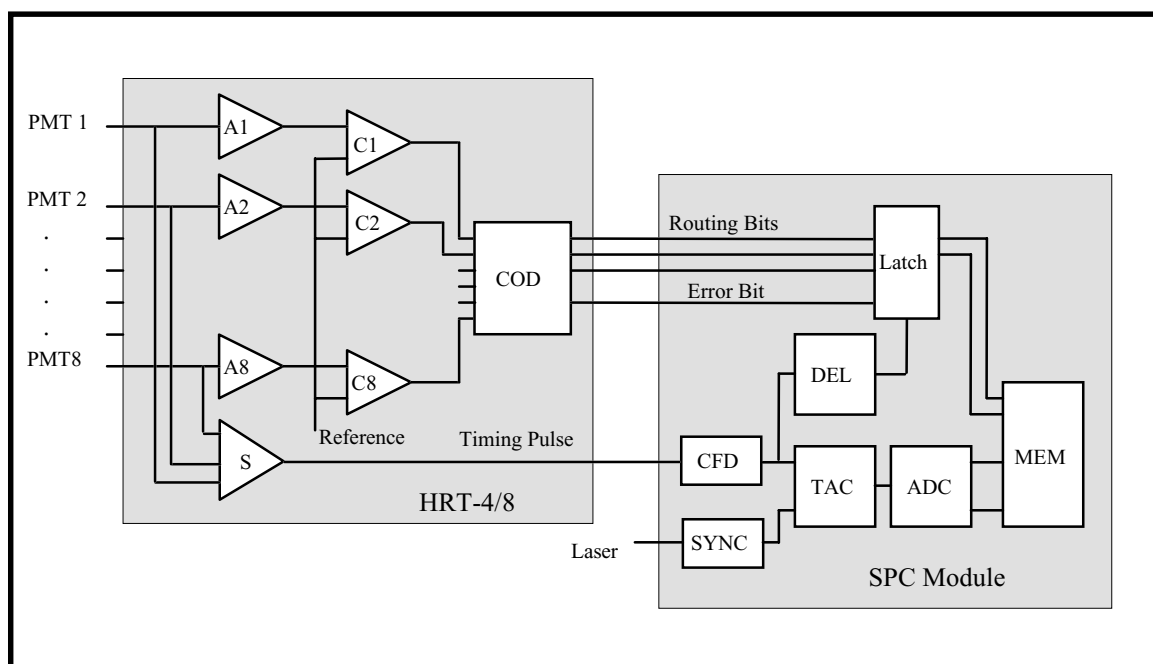 PMT 1
A1
C1
PMT 2
A2
C2
Routing Bits
Latch
COD
Error Bit
.
.
.
.
PMT8
A8
C8
DEL
Reference
Timing Pulse
S
CFD
TAC
ADC
MEM
HRT-4/8
Laser
SYNC
SPC Module